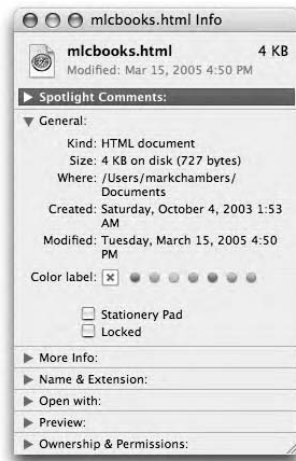 mlcbooks.html Info
mlcbooks.html 4 KB
Modified: Mar 15, 2005 4:50 PM
Spotlight Comments:
General:
Kind: HTML document
Size: 4 KB on disk (727 bytes)
Where: /Users/markchambers/
Documents
Created: Saturday, October 4, 2003 1:53
AM
Modified: Tuesday, March 15, 2005 4:50
PM
Color label:
Stationery Pad
Locked
More Info:
Name & Extension:
Open with:
Preview:
Ownership & Permissions: